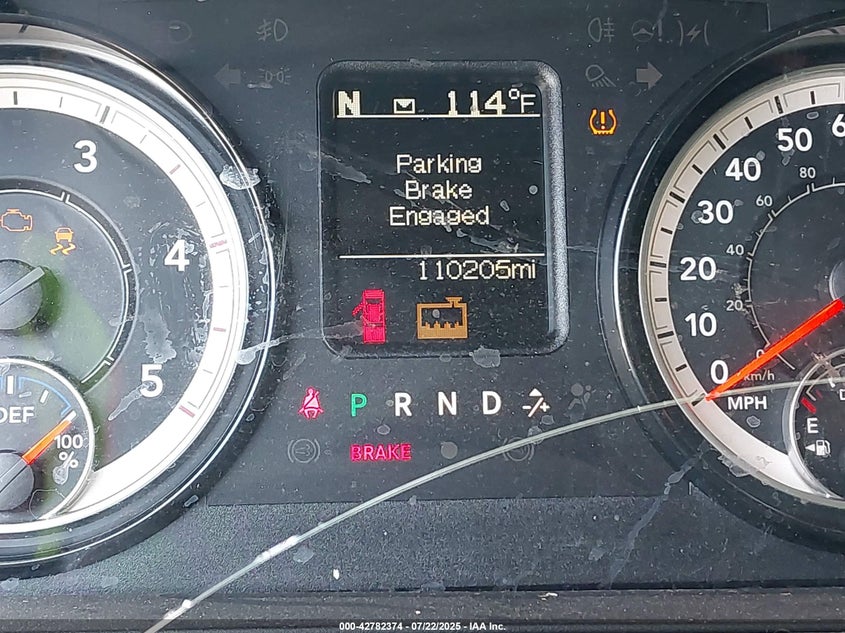 N 114°F
Parking
Brake
Engaged
110205mi
3
4
5
DEF
100
%
P R N D -/+
BRAKE
50
40
30
20
10
0
MPH
80
60
40
20
0
km/h
E
000-42782374 - 07/22/2025 - IAA Inc.